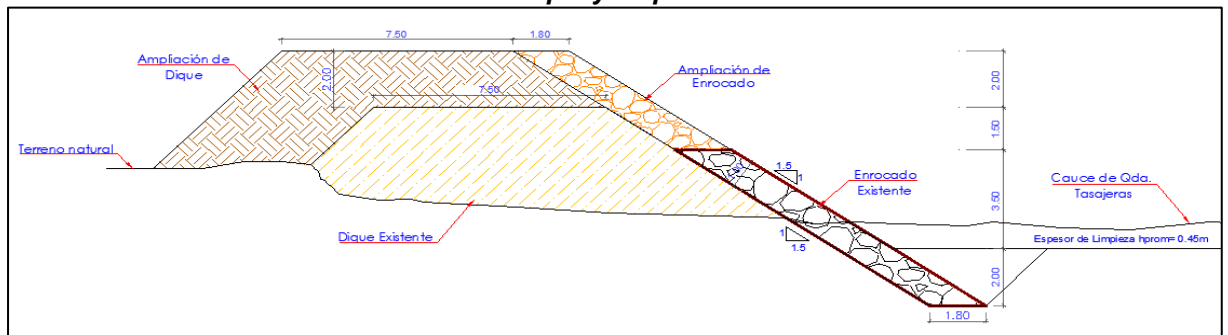 7.50
1.80
Ampliación de
Dique
2.00
Ampliación de
Enrocado
2.00
7.50
1.50
Terreno natural
1.5
1
Enrocado
Existente
Cauce de Qda.
Tasajeras
3.50
Dique Existente
1
1.5
Espesor de Limpieza hprom= 0.45m
2.00
1.80